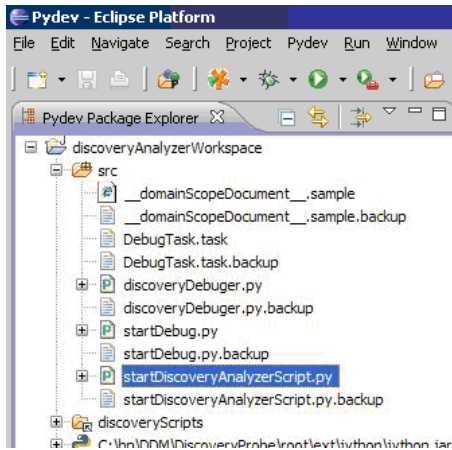 Pydev - Eclipse Platform
File Edit Navigate Search Project Pydev Run Window
Pydev Package Explorer
discoveryAnalyzerWorkspace
src
__domainScopeDocument__.sample
__domainScopeDocument__.sample.backup
DebugTask.task
DebugTask.task.backup
discoveryDebuger.py
discoveryDebuger.py.backup
startDebug.py
startDebug.py.backup
startDiscoveryAnalyzerScript.py
startDiscoveryAnalyzerScript.py.backup
discoveryScripts
C:\hp\DDM\DiscoveryProbe\root\ext\jython\jython.jar